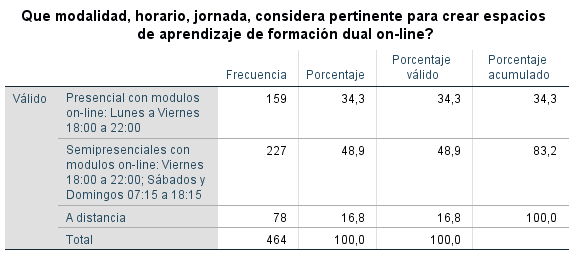 Que modalidad, horario, jornada, considera pertinente para crear espacios
de aprendizaje de formación dual on-line?
Frecuencia Porcentaje Porcentaje válido Porcentaje acumulado
Válido Presencial con modulos
on-line: Lunes a Viernes
18:00 a 22:00 159 34,3 34,3 34,3
Semipresenciales con
modulos on-line: Viernes
18:00 a 22:00; Sábados y
Domingos 07:15 a 18:15 227 48,9 48,9 83,2
A distancia 78 16,8 16,8 100,0
Total 464 100,0 100,0